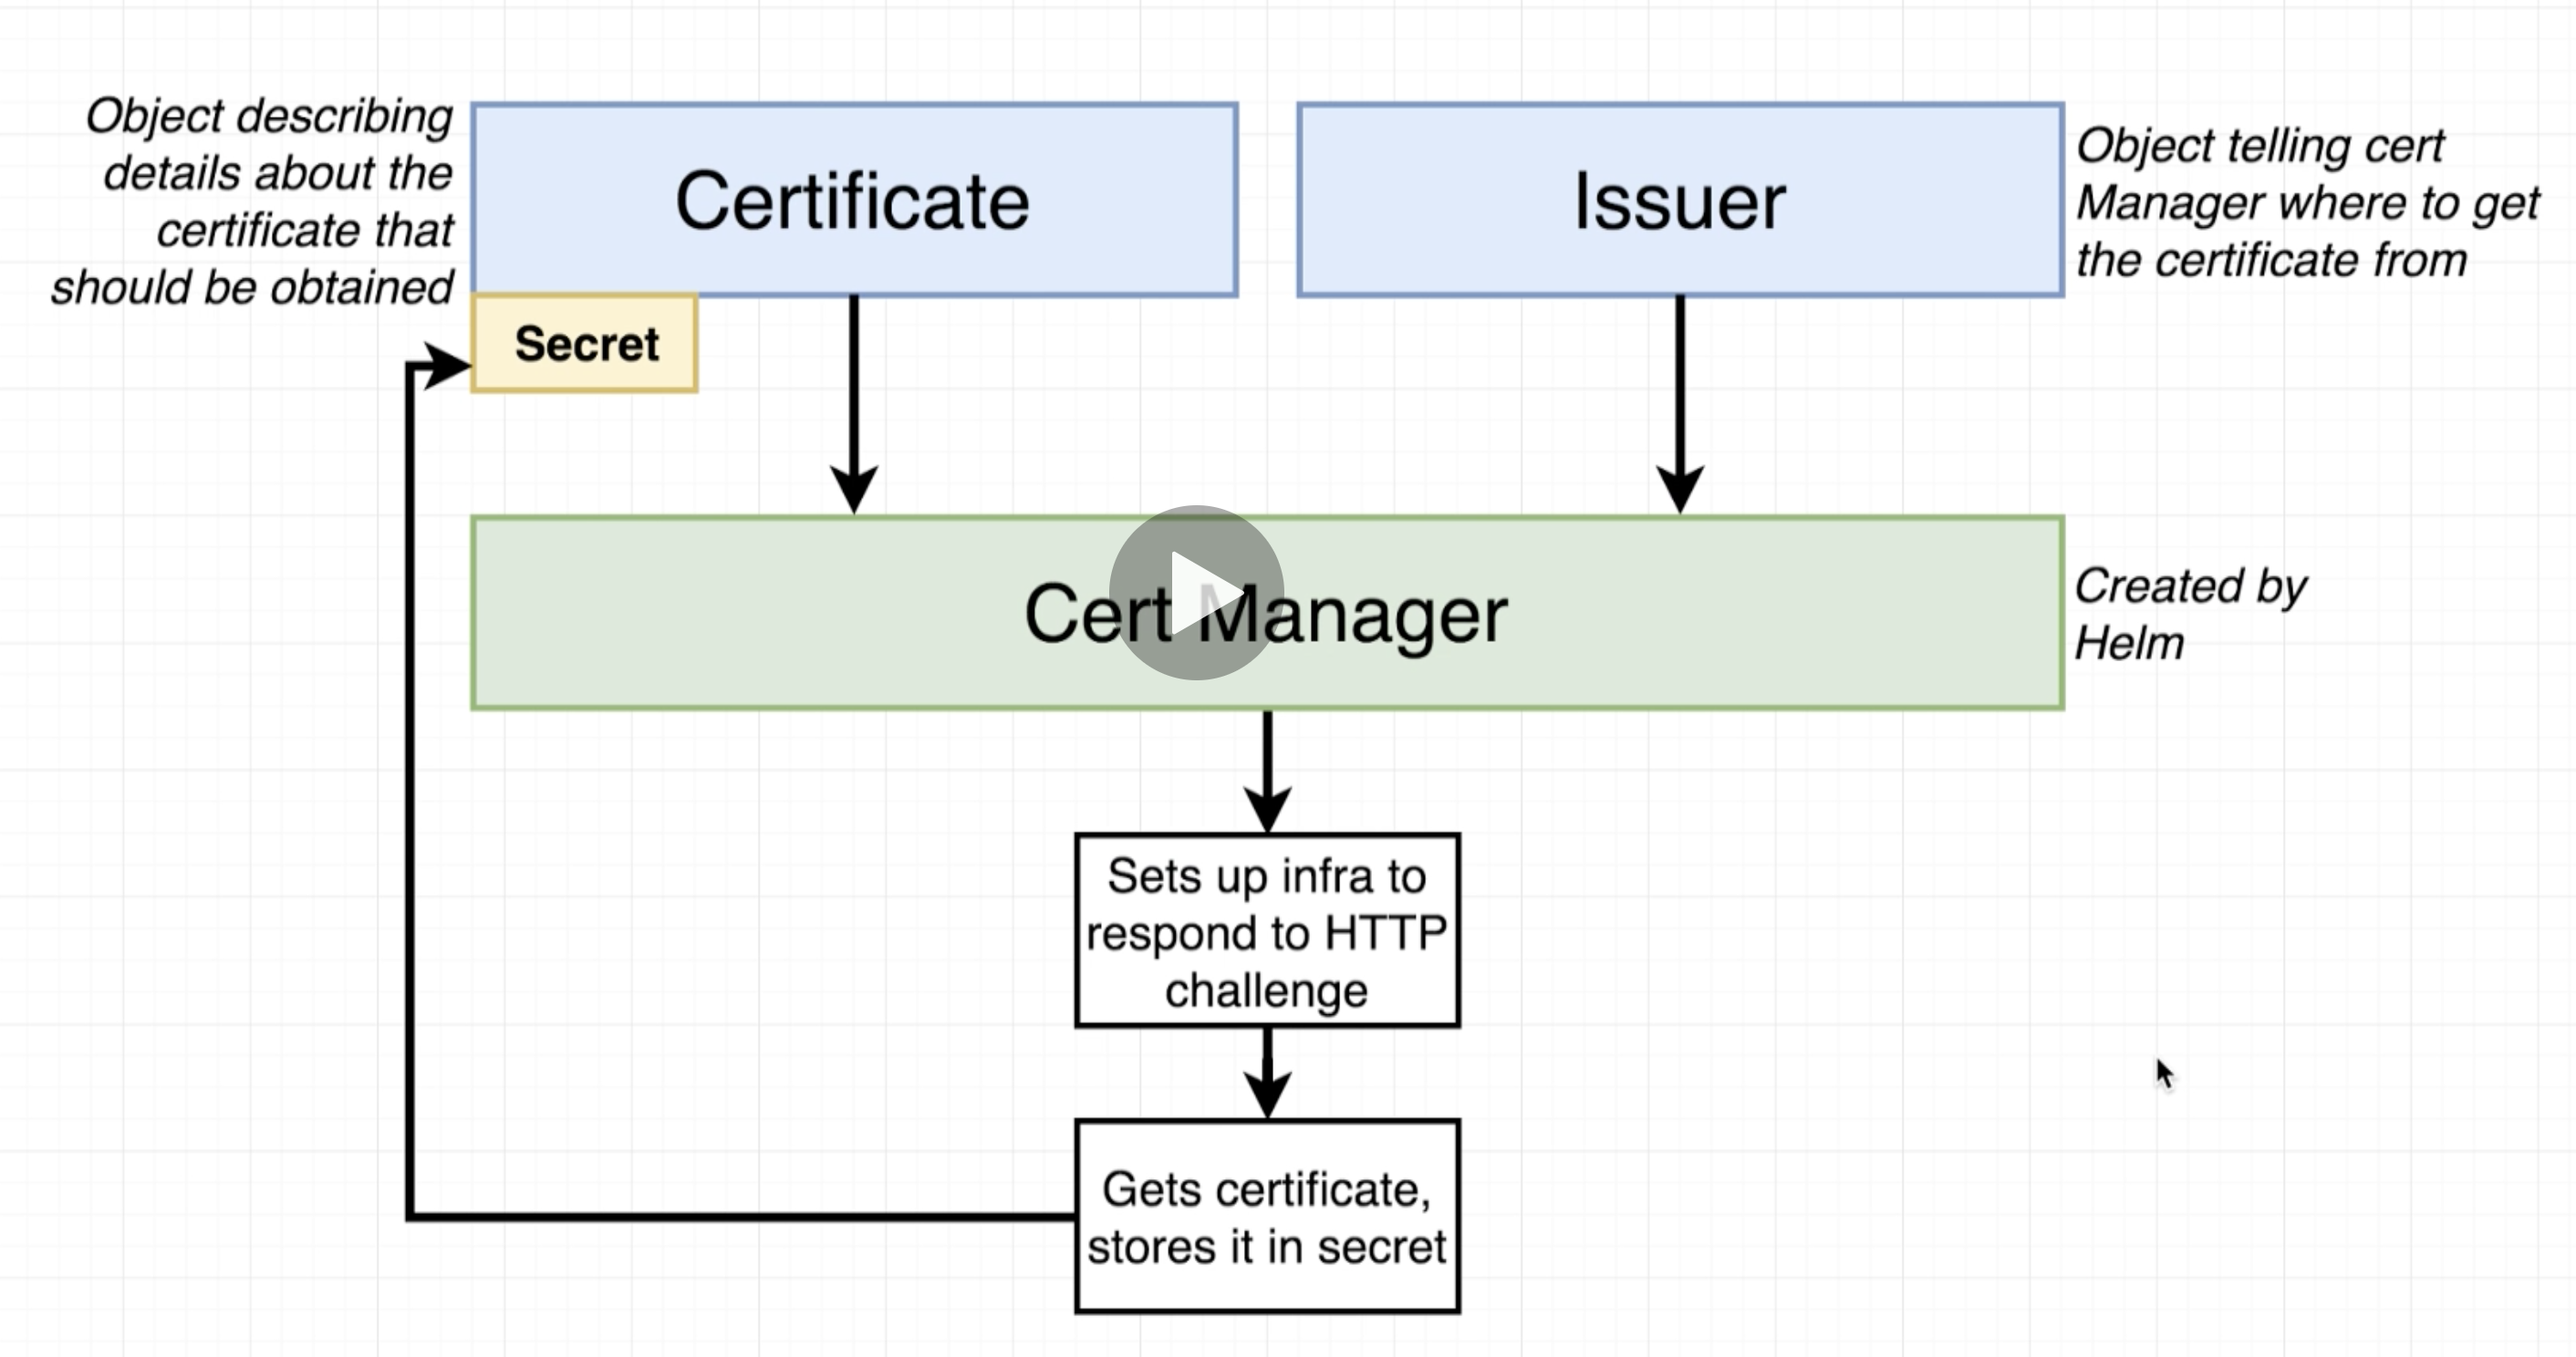 Object describing
details about the
certificate that
should be obtained
Certificate
Issuer
Object telling cert
Manager where to get
the certificate from
Secret
Cert Manager
Created by
Helm
Sets up infra to
respond to HTTP
challenge
Gets certificate,
stores it in secret